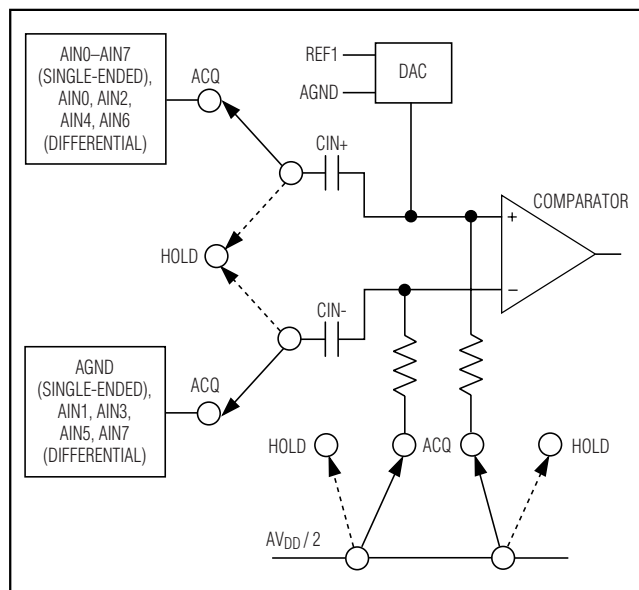 AIN0–AIN7
(SINGLE-ENDED),
AIN0, AIN2,
AIN4, AIN6
(DIFFERENTIAL)
ACQ
REF1
AGND
DAC
CIN+
COMPARATOR
+
−
HOLD
CIN-
AGND
(SINGLE-ENDED),
AIN1, AIN3,
AIN5, AIN7
(DIFFERENTIAL)
ACQ
HOLD
ACQ
HOLD
AVDD / 2